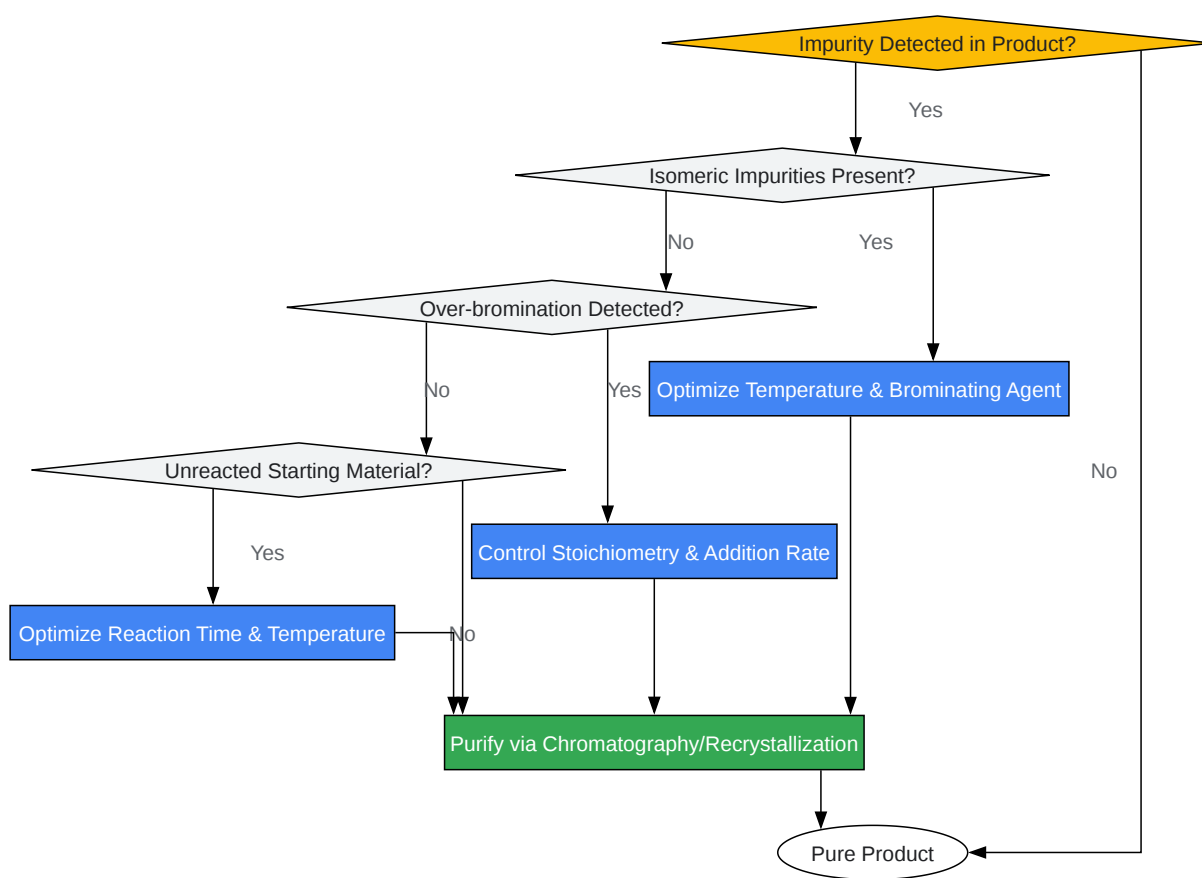 Impurity Detected in Product?
Yes
Isomeric Impurities Present?
No
Yes
Over-bromination Detected?
No
Yes
Optimize Temperature & Brominating Agent
Unreacted Starting Material?
No
Yes
Control Stoichiometry & Addition Rate
Optimize Reaction Time & Temperature
No
Purify via Chromatography/Recrystallization
Pure Product